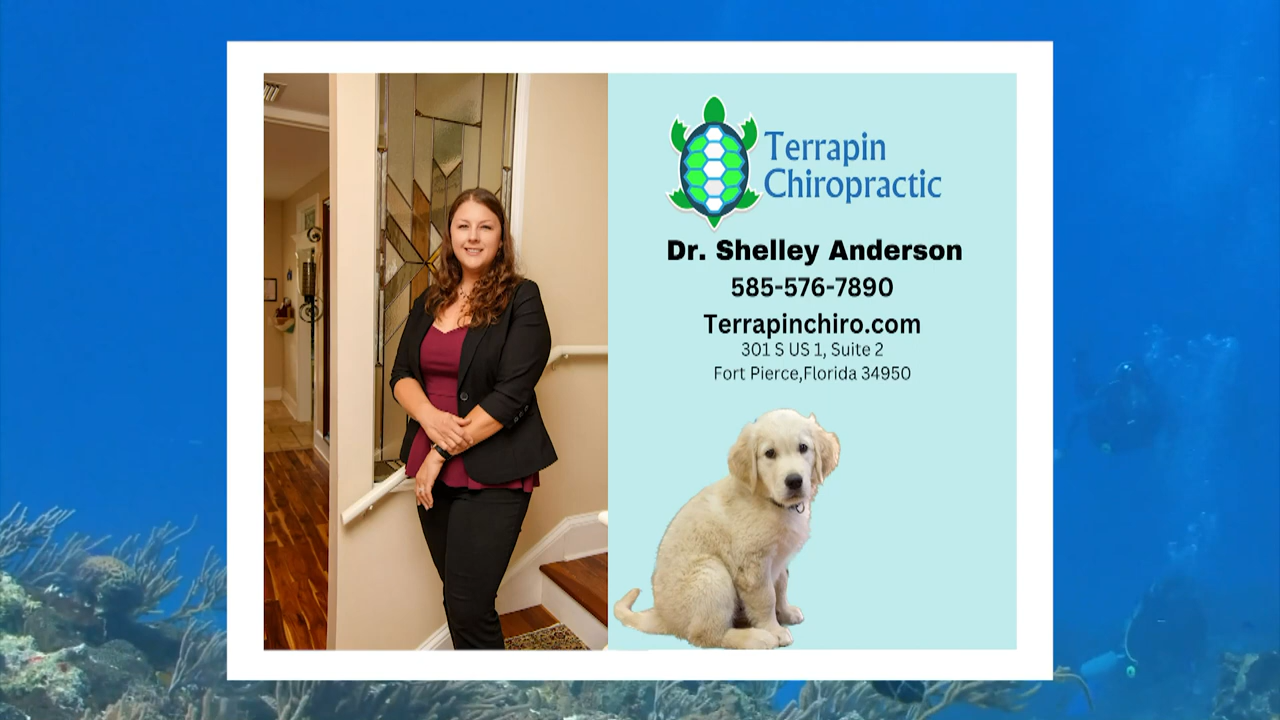 Terrapin
Chiropractic
Dr. Shelley Anderson
585-576-7890
Terrapinchiro.com
301 S US 1, Suite 2
Fort Pierce,Florida 34950